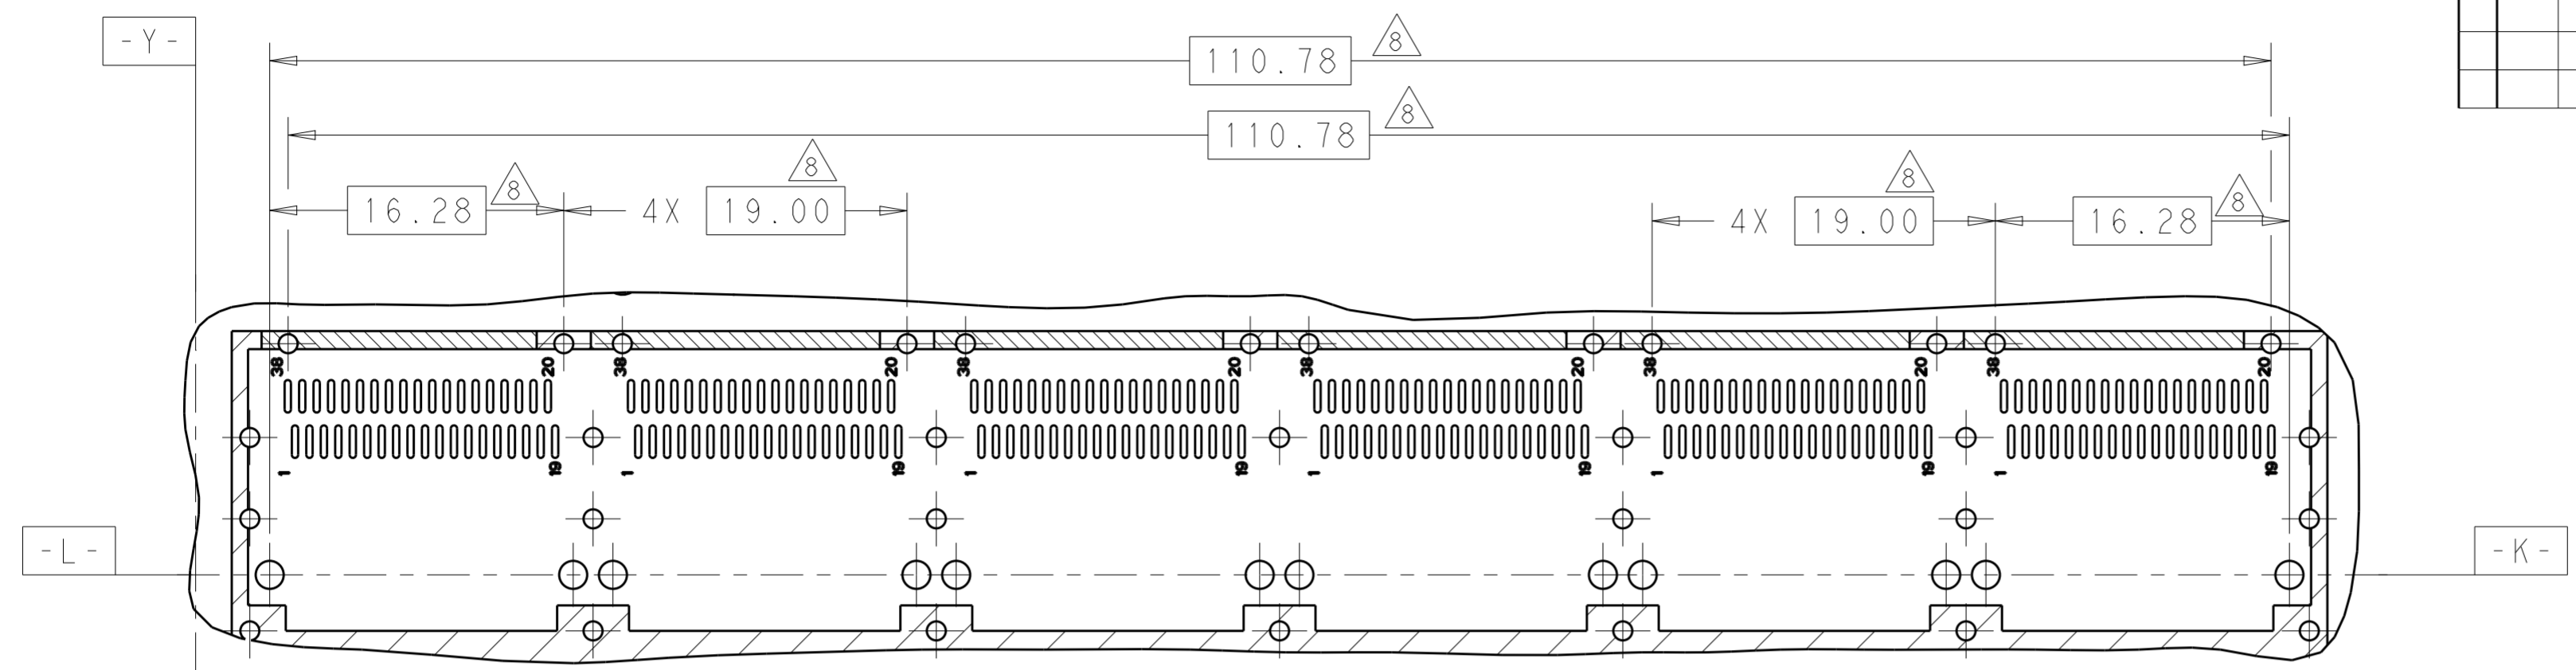 -Y-
110.78 8
110.78 8
16.28 8 4X 19.00 8 4X 19.00 8 16.28 8
38 20 38 20 38 20 38 20 38 20 38 20
1 19 1 19 1 19 1 19 1 19 1 19
-L- -K-